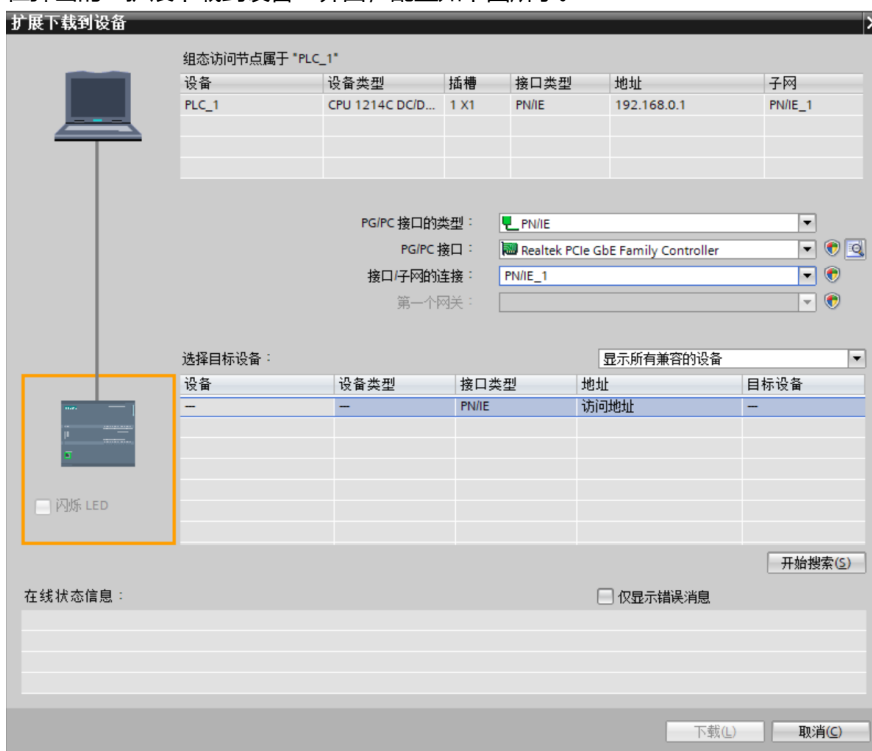 扩展下载到设备
组态访问节点属于 "PLC_1"
设备 设备类型 插槽 接口类型 地址 子网
PLC_1 CPU 1214C DC/D... 1 X1 PN/IE 192.168.0.1 PN/IE_1
PG/PC 接口的类型： PN/IE
PG/PC 接口： Realtek PCIe GbE Family Controller
接口/子网的连接： PN/IE_1
第一个网关：
选择目标设备： 显示所有兼容的设备
设备 设备类型 接口类型 地址 目标设备
— — PN/IE 访问地址 —
闪烁 LED
开始搜索(S)
在线状态信息： 仅显示错误消息
下载(L) 取消(C)